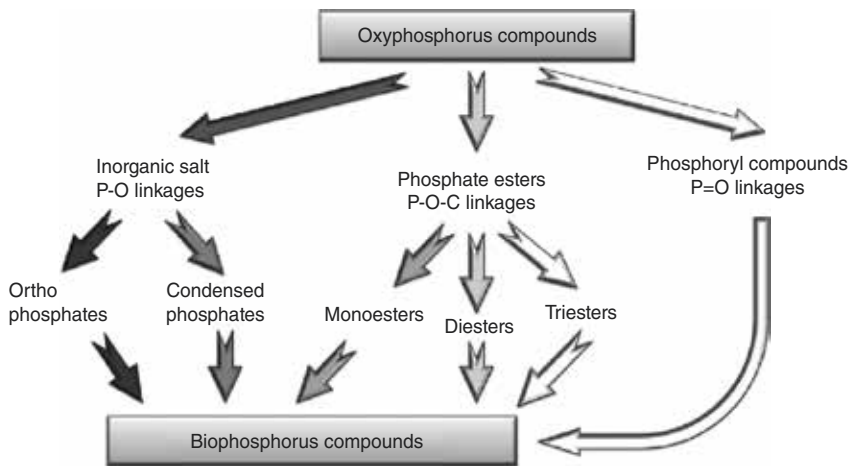 Oxyphosphorus compounds
Inorganic salt
P-O linkages
Phosphate esters
P-O-C linkages
Phosphoryl compounds
P=O linkages
Ortho
phosphates
Condensed
phosphates
Monoesters
Diesters
Triesters
Biophosphorus compounds